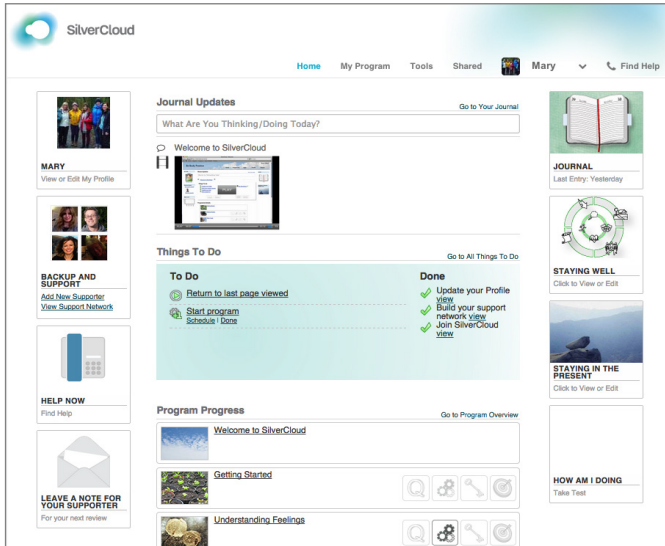 SilverCloud
Home My Program Tools Shared Mary Find Help
MARY
View or Edit My Profile
BACKUP AND
SUPPORT
Add New Supporter
View Support Network
HELP NOW
Find Help
LEAVE A NOTE FOR
YOUR SUPPORTER
For your next review
Journal Updates
Go to Your Journal
What Are You Thinking/Doing Today?
Welcome to SilverCloud
Things To Do
Go to All Things To Do
To Do
Return to last page viewed
Start program
Schedule | Done
Done
Update your Profile
view
Build your support
network view
Join SilverCloud
view
Program Progress
Go to Program Overview
Welcome to SilverCloud
Getting Started
Understanding Feelings
JOURNAL
Last Entry: Yesterday
STAYING WELL
Click to View or Edit
STAYING IN THE
PRESENT
Click to View or Edit
HOW AM I DOING
Take Test